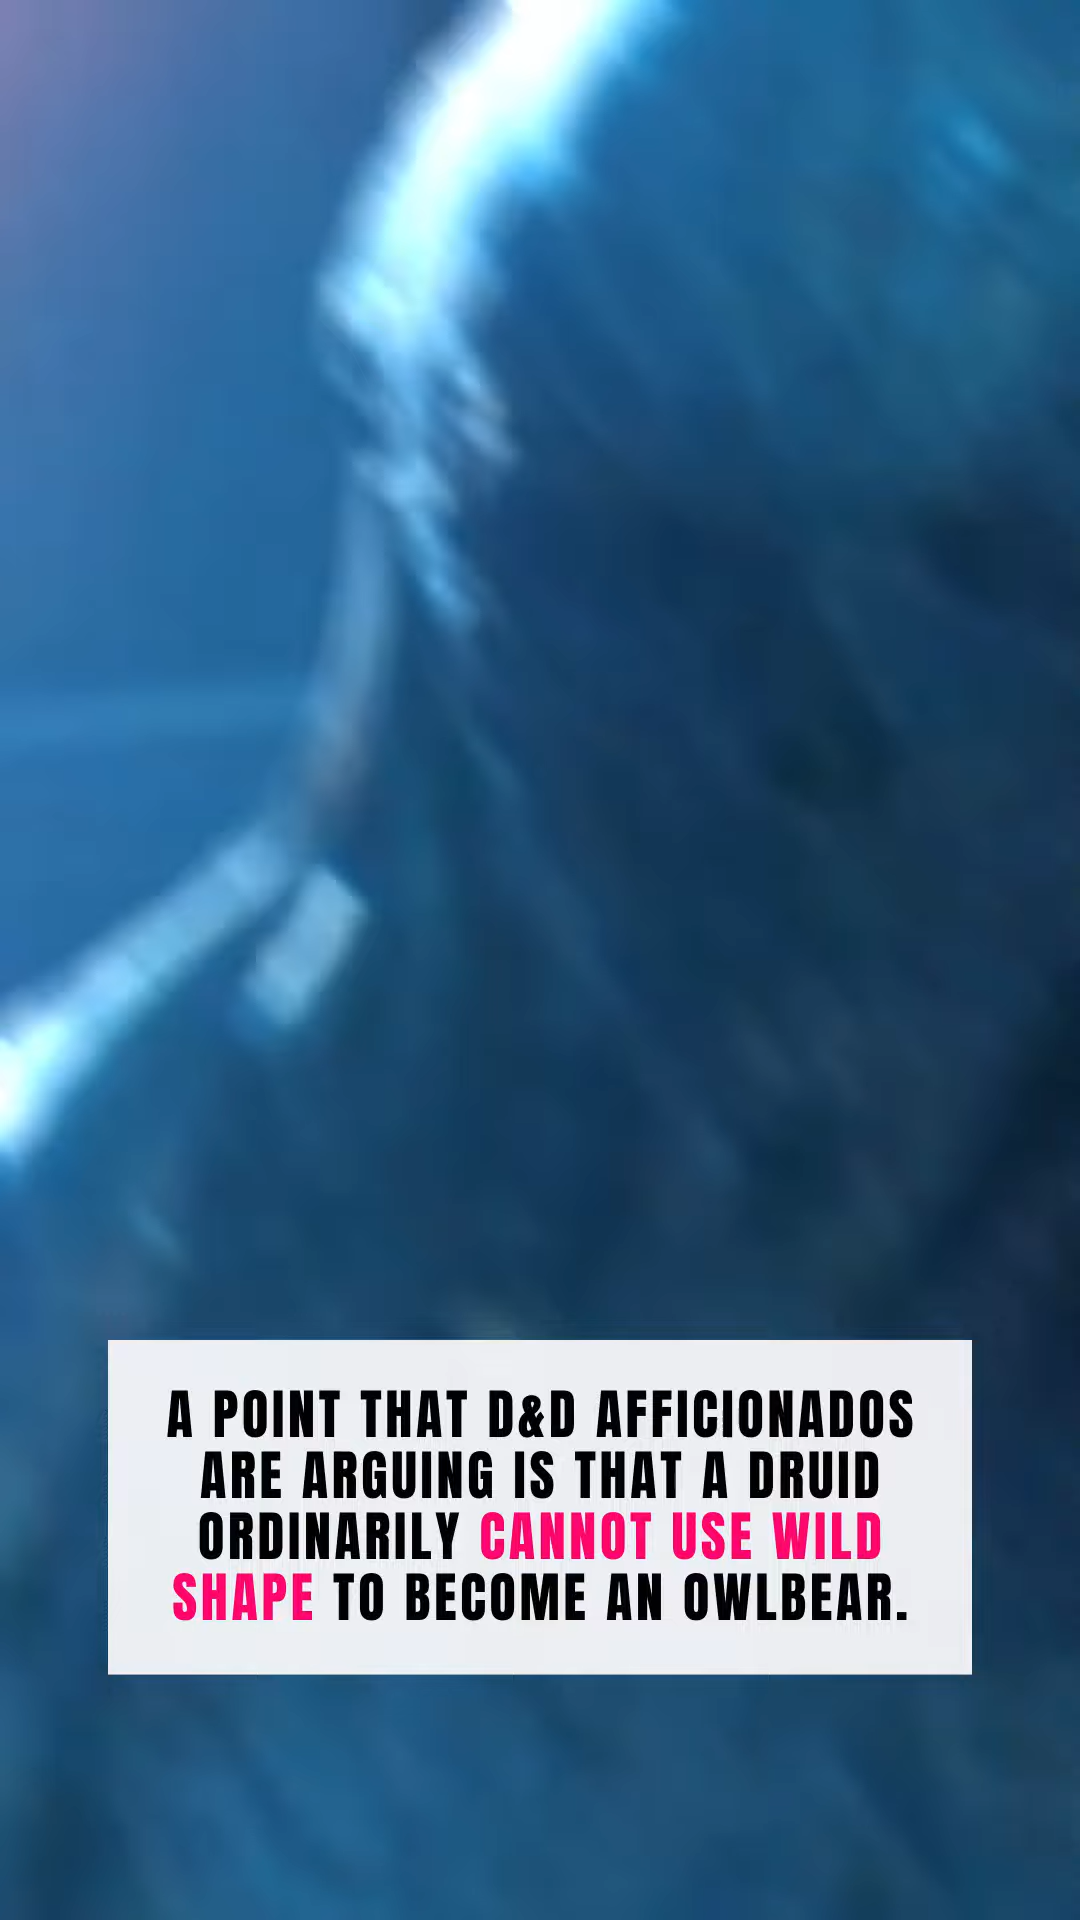 A POINT THAT D&D AFFICIONADOS
ARE ARGUING IS THAT A DRUID
ORDINARILY CANNOT USE WILD
SHAPE TO BECOME AN OWLBEAR.